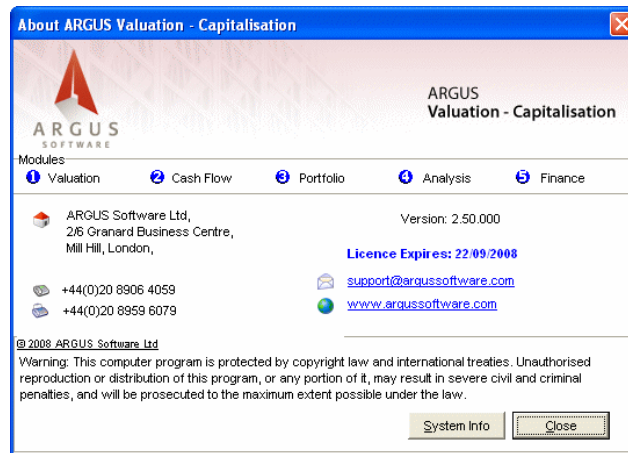 About ARGUS Valuation - Capitalisation
ARGUS
SOFTWARE
ARGUS
Valuation - Capitalisation
Modules
1 Valuation 2 Cash Flow 3 Portfolio 4 Analysis 5 Finance
ARGUS Software Ltd,
2/6 Granard Business Centre,
Mill Hill, London,
+44(0)20 8906 4059
+44(0)20 8959 6079
Version: 2.50.000
Licence Expires: 22/09/2008
support@argussoftware.com
www.argussoftware.com
© 2008 ARGUS Software Ltd
Warning: This computer program is protected by copyright law and international treaties. Unauthorised
reproduction or distribution of this program, or any portion of it, may result in severe civil and criminal
penalties, and will be prosecuted to the maximum extent possible under the law.
System Info Close